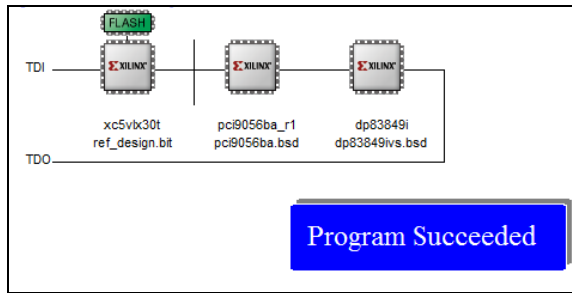 FLASH
TDI
XILINX®
XILINX®
XILINX®
xc5vlx30t
ref_design.bit
pci9056ba_r1
pci9056ba.bsd
dp83849i
dp83849ivs.bsd
TDO
Program Succeeded